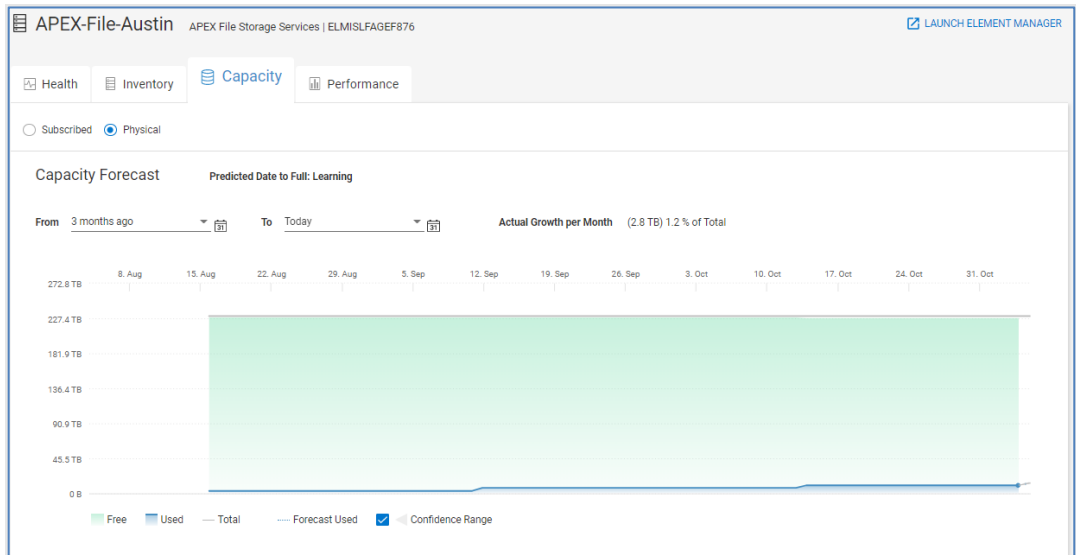 APEX-File-Austin APEX File Storage Services | ELMISLFAGEF876 LAUNCH ELEMENT MANAGER
Health Inventory Capacity Performance
Subscribed Physical
Capacity Forecast Predicted Date to Full: Learning
From 3 months ago 31 To Today 31 Actual Growth per Month (2.8 TB) 1.2 % of Total
8. Aug 15. Aug 22. Aug 29. Aug 5. Sep 12. Sep 19. Sep 26. Sep 3. Oct 10. Oct 17. Oct 24. Oct 31. Oct
272.8 TB
227.4 TB
181.9 TB
136.4 TB
90.9 TB
45.5 TB
0 B
Free Used Total Forecast Used Confidence Range